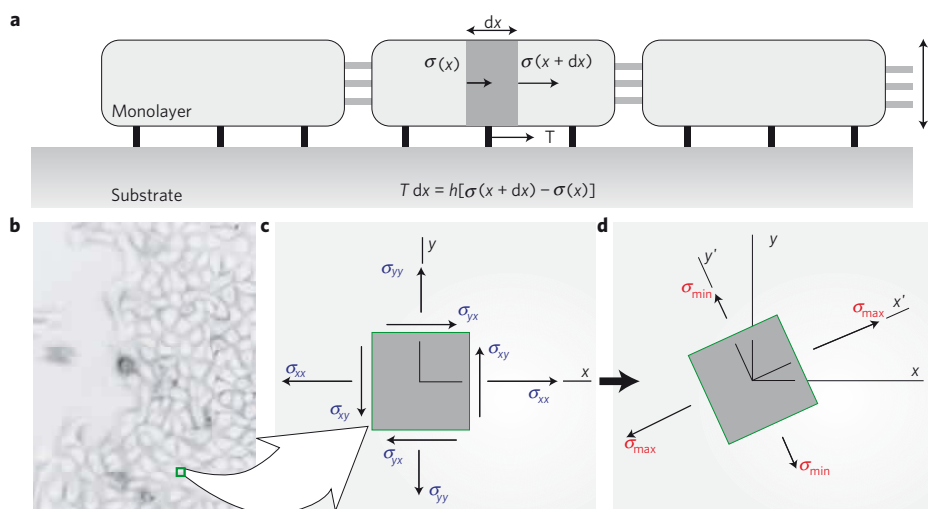 a
dx
σ(x)
σ(x + dx)
Monolayer
T
Substrate
T dx = h[σ(x + dx) − σ(x)]
b
c
d
y
σyy
σyx
σxy
σxx
x
σxx
σxy
σyx
σyy
y
y'
σmin
x'
σmax
x
σmax
σmin